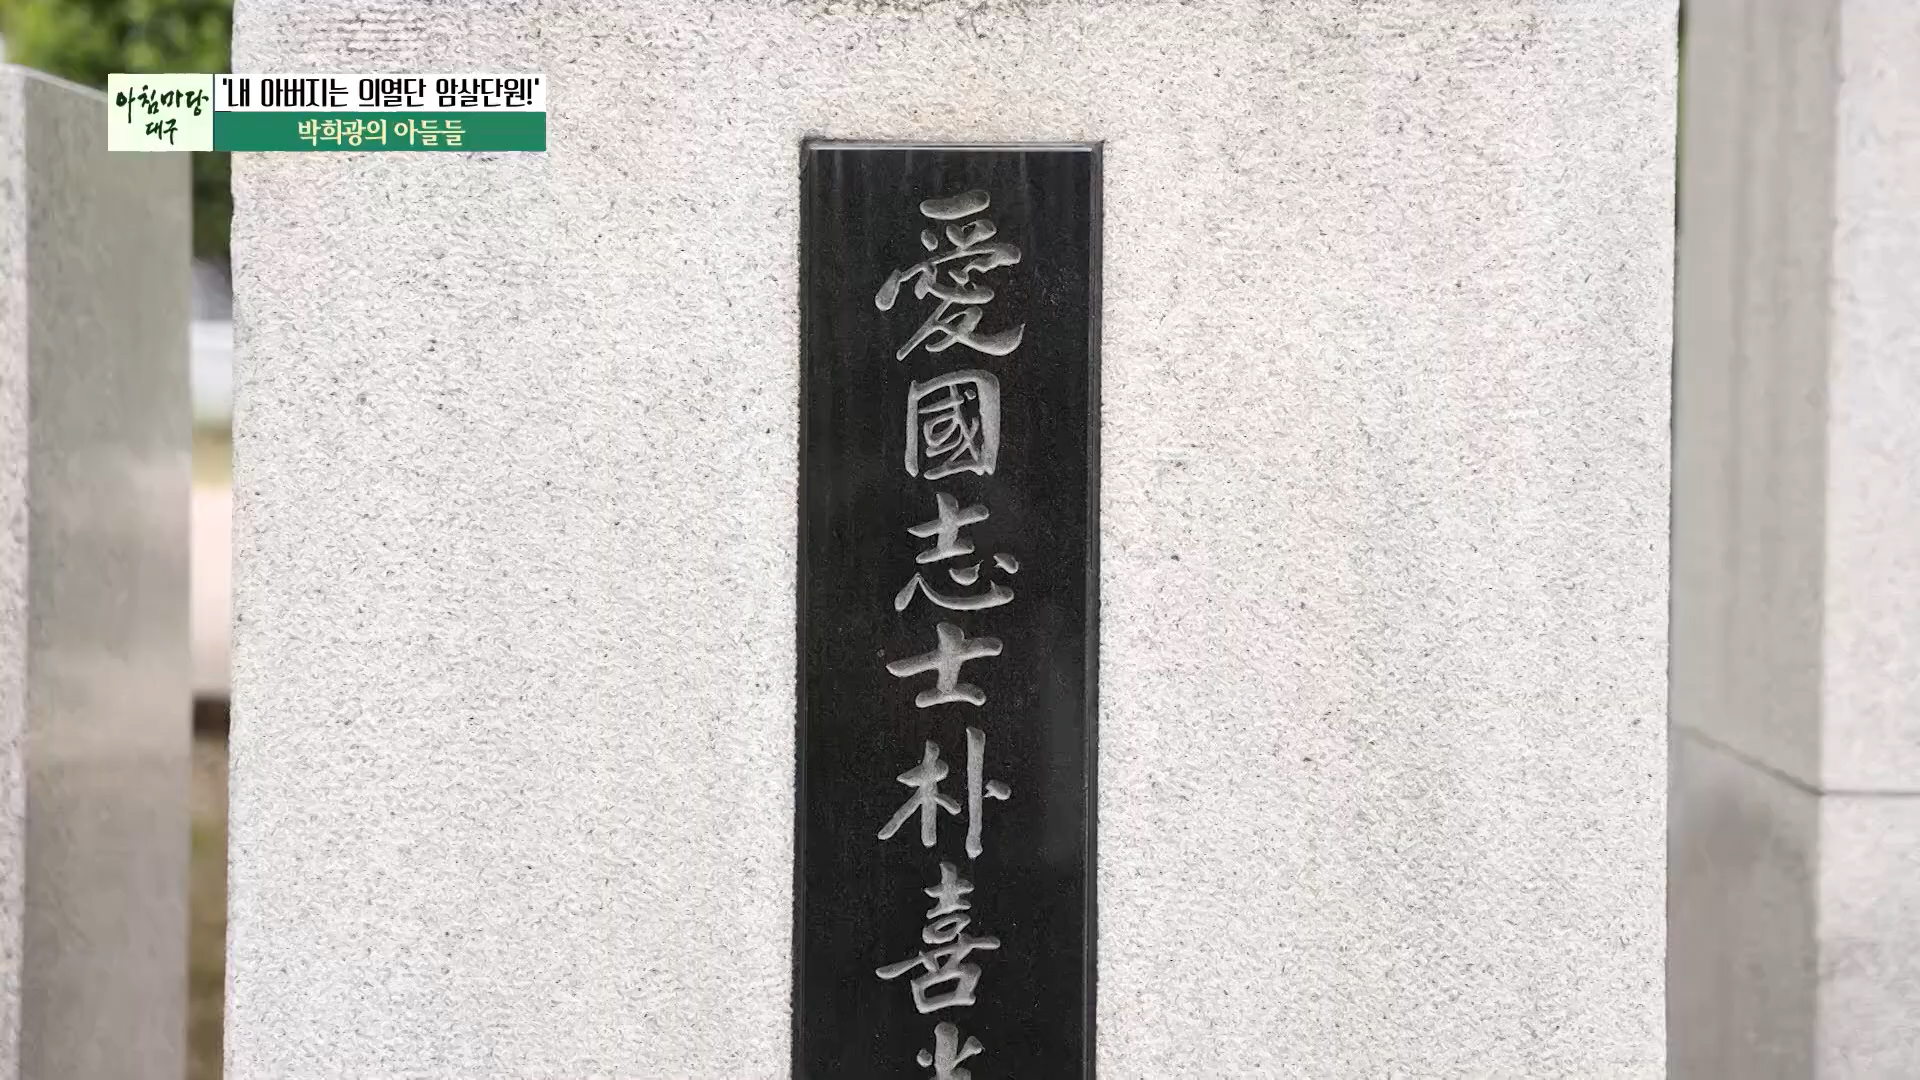 아침마당
대구
'내 아버지는 의열단 암살단원!'
박희광의 아들들
愛國志士朴喜